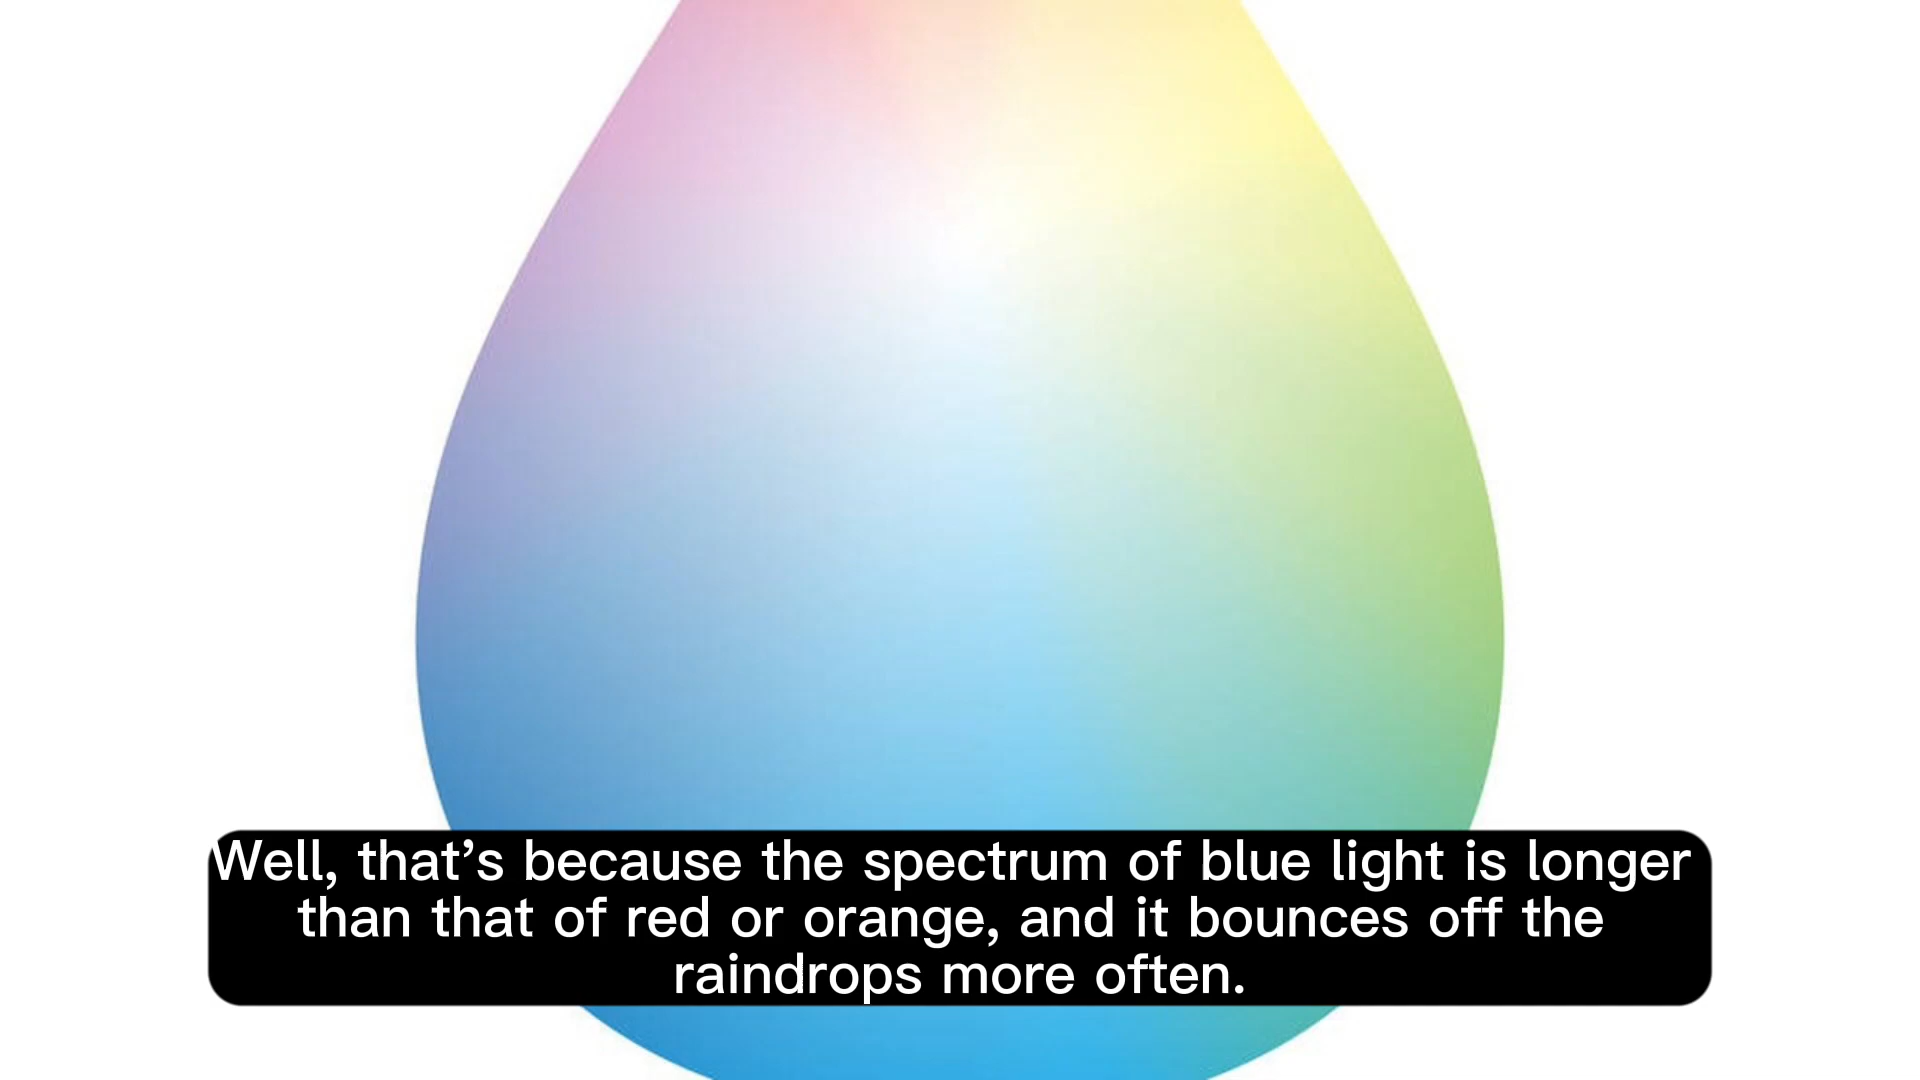 Well, that’s because the spectrum of blue light is longer
than that of red or orange, and it bounces off the
raindrops more often.